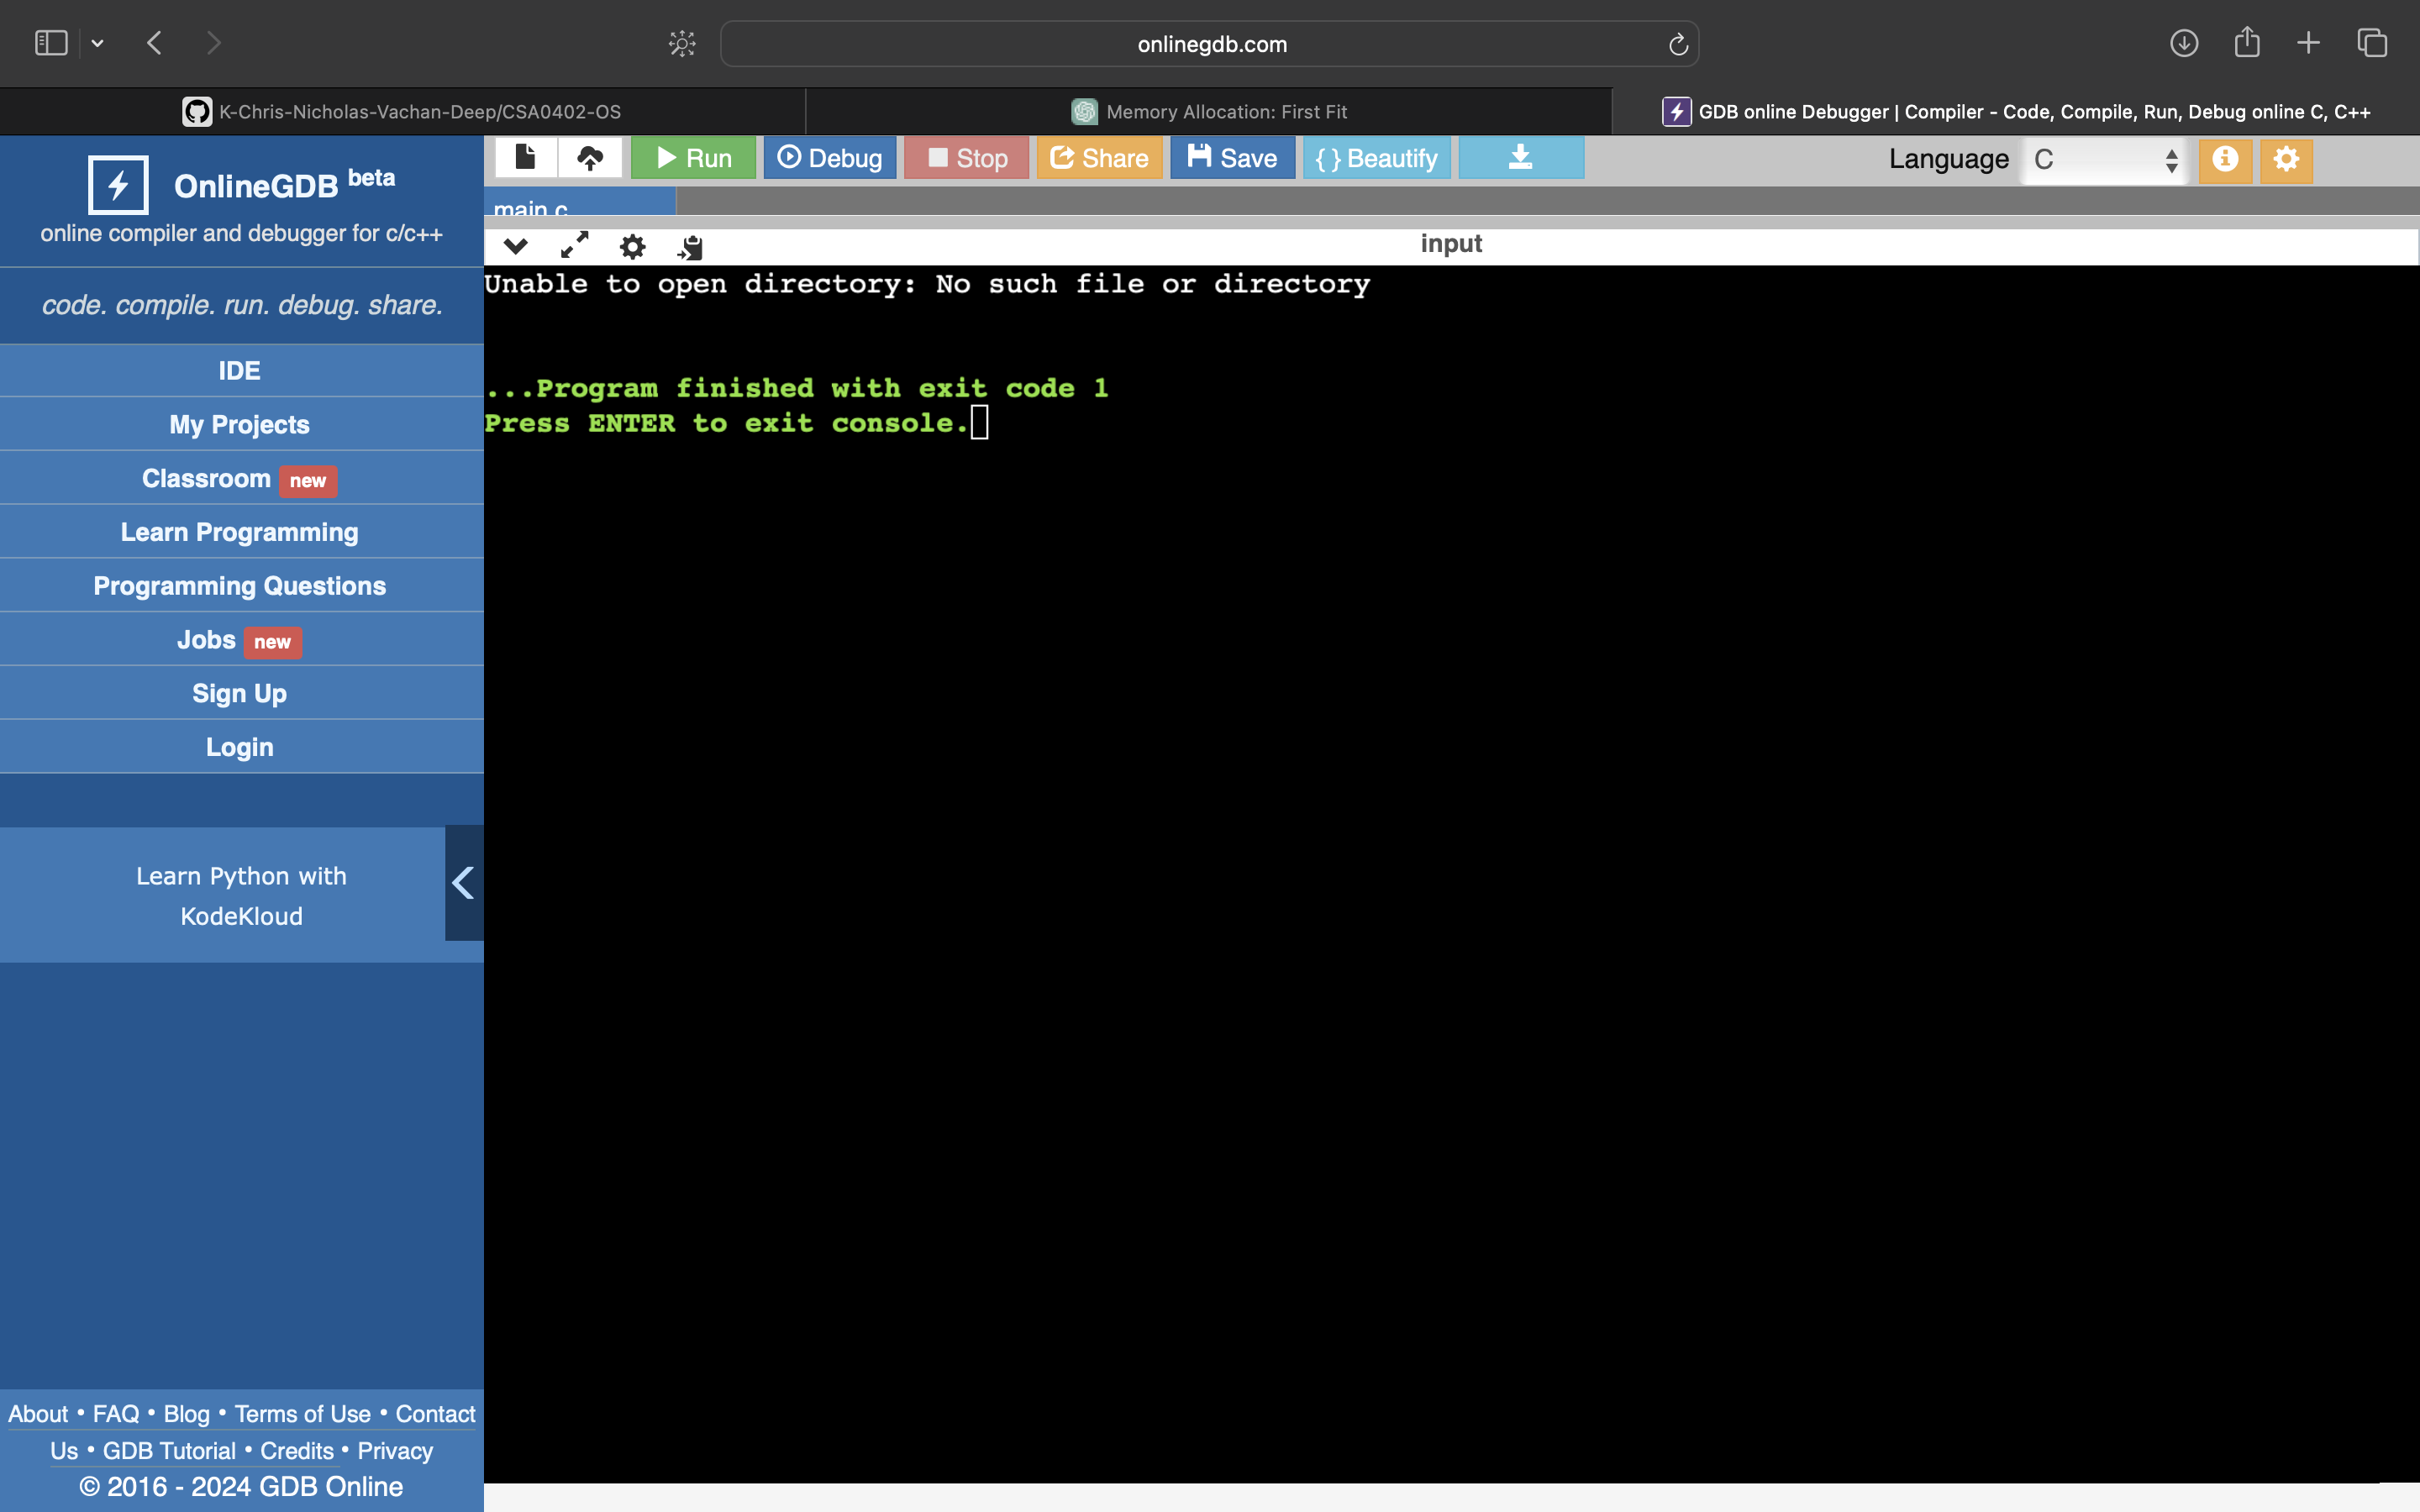 onlinegdb.com
K-Chris-Nicholas-Vachan-Deep/CSA0402-OS
Memory Allocation: First Fit
GDB online Debugger | Compiler - Code, Compile, Run, Debug online C, C++
OnlineGDB beta
online compiler and debugger for c/c++
code. compile. run. debug. share.
IDE
My Projects
Classroom new
Learn Programming
Programming Questions
Jobs new
Sign Up
Login
Learn Python with
KodeKloud
About • FAQ • Blog • Terms of Use • Contact
Us • GDB Tutorial • Credits • Privacy
© 2016 - 2024 GDB Online
Run Debug Stop Share Save { } Beautify
Language C
main.c
input
Unable to open directory: No such file or directory
...Program finished with exit code 1
Press ENTER to exit console.